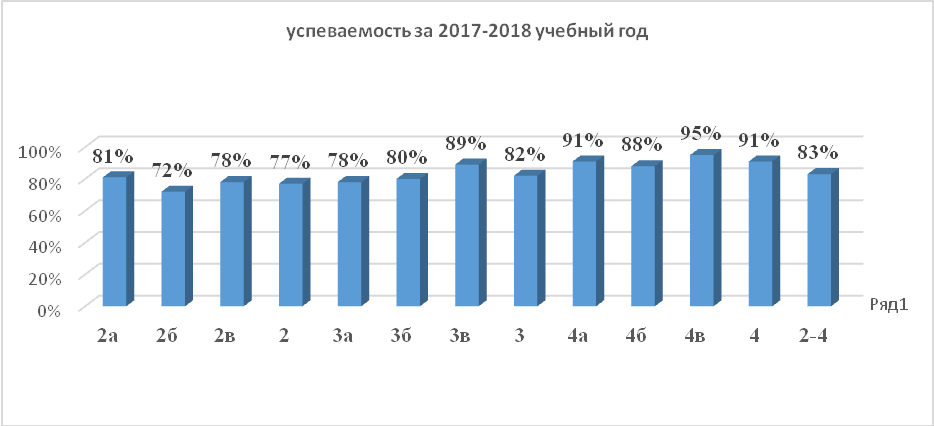 успеваемость за 2017-2018 учебный год
81% 72% 78% 77% 78% 80% 89% 82% 91% 88% 95% 91% 83%
100%
80%
60%
40%
20%
0%
Ряд1
2а 2б 2в 2 3а 3б 3в 3 4а 4б 4в 4 2-4